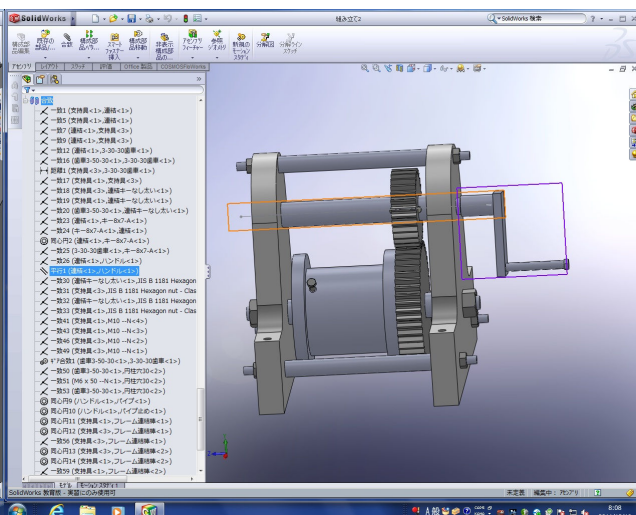 SolidWorks
組み立て2
SolidWorks 検索
構成部品編集
既存の部品/...
合致
構成部品パタ...
スマートファスナー挿入
構成部品移動
非表示構成部品の...
アセンブリフィーチャー
参照ジオメトリ
新規のモーションスタディ
分解図
分解ラインスケッチ
アセンブリ レイアウト スケッチ 評価 Office 製品 COSMOSFerWorks
合致
一致1 (支持具<1>,連結<1>)
一致5 (支持具<1>,連結<1>)
一致7 (連結<1>,支持具<3>)
一致9 (連結<1>,支持具<3>)
一致12 (連結<1>,3-30-30歯車<1>)
一致16 (歯車3-50-30<1>,3-30-30歯車<1>)
距離1 (支持具<3>,3-30-30歯車<1>)
一致17 (支持具<1>,支持具<3>)
一致18 (支持具<3>,連結キーなし太い<1>)
一致19 (支持具<1>,連結キーなし太い<1>)
一致20 (歯車3-50-30<1>,連結キーなし太い<1>)
一致23 (連結<1>,キー8x7-A<1>)
一致24 (キー8x7-A<1>,連結<1>)
同心円2 (連結<1>,キー8x7-A<1>)
一致25 (3-30-30歯車<1>,キー8x7-A<1>)
一致26 (連結<1>,ハンドル<1>)
平行1 (連結<1>,ハンドル<1>)
一致30 (連結キーなし太い<1>,JIS B 1181 Hexagon
一致31 (支持具<3>,JIS B 1181 Hexagon nut - Clas
一致32 (連結キーなし太い<1>,JIS B 1181 Hexagon
一致33 (支持具<1>,JIS B 1181 Hexagon nut - Clas
一致41 (支持具<3>,M10 --N<4>)
一致43 (支持具<1>,M10 --N<3>)
一致46 (支持具<3>,M10 --N<2>)
一致49 (支持具<3>,M10 --N<1>)
ギア合致1 (歯車3-50-30<1>,3-30-30歯車<1>)
一致50 (歯車3-50-30<1>,円柱穴30<2>)
一致51 (M6 x 50 --N<1>,円柱穴30<2>)
一致53 (歯車3-50-30<1>,円柱穴30<2>)
同心円9 (ハンドル<1>,パイプ<1>)
同心円10 (ハンドル<1>,パイプ止め<1>)
同心円11 (支持具<1>,フレーム連結棒<1>)
同心円12 (支持具<3>,フレーム連結棒<1>)
一致56 (支持具<3>,フレーム連結棒<1>)
同心円13 (支持具<3>,フレーム連結棒<2>)
同心円14 (支持具<1>,フレーム連結棒<2>)
一致59 (支持具<1>,フレーム連結棒<2>)
モデル モーション スタディ 1
SolidWorks 教育版 - 実習にのみ使用可
未定義
編集中: アセンブリ
A 般
8:08